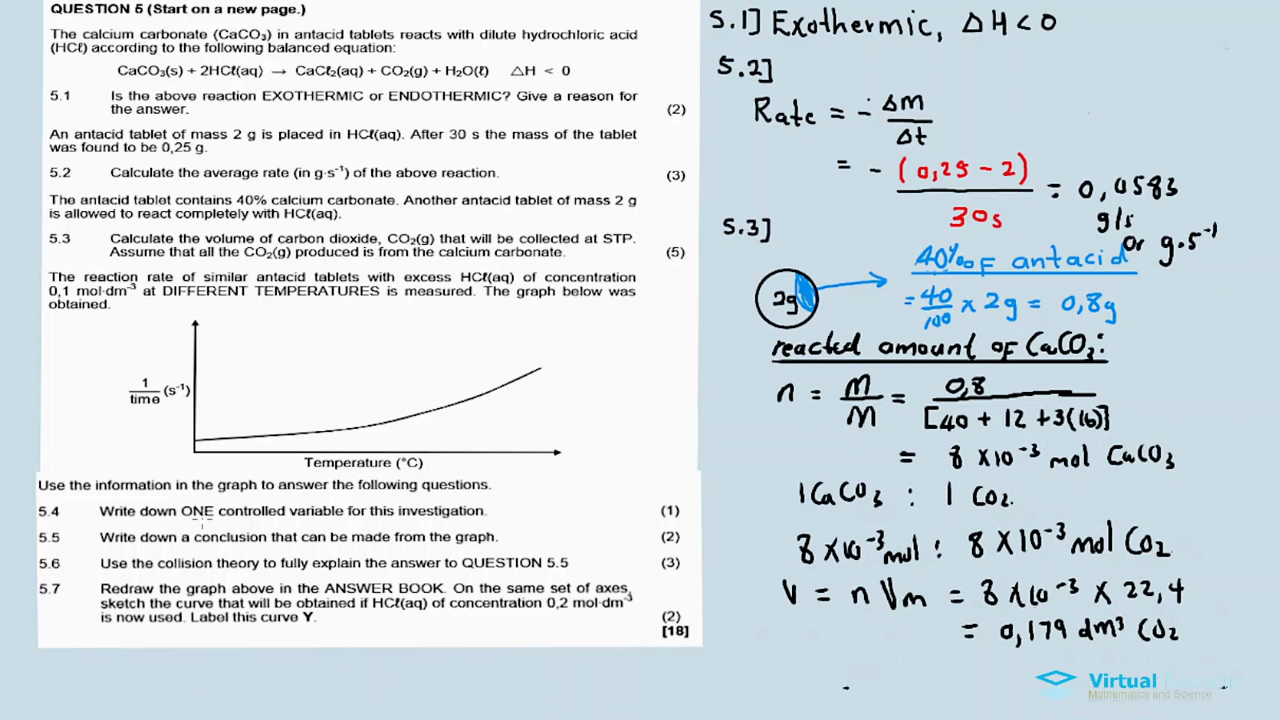 QUESTION 5 (Start on a new page.)
The calcium carbonate (CaCO₃) in antacid tablets reacts with dilute hydrochloric acid
(HCℓ) according to the following balanced equation:
CaCO₃(s) + 2HCℓ(aq) → CaCℓ₂(aq) + CO₂(g) + H₂O(ℓ) ΔH < 0
5.1 Is the above reaction EXOTHERMIC or ENDOTHERMIC? Give a reason for
the answer. (2)
An antacid tablet of mass 2 g is placed in HCℓ(aq). After 30 s the mass of the tablet
was found to be 0,25 g.
5.2 Calculate the average rate (in g·s⁻¹) of the above reaction. (3)
The antacid tablet contains 40% calcium carbonate. Another antacid tablet of mass 2 g
is allowed to react completely with HCℓ(aq).
5.3 Calculate the volume of carbon dioxide, CO₂(g) that will be collected at STP.
Assume that all the CO₂(g) produced is from the calcium carbonate. (5)
The reaction rate of similar antacid tablets with excess HCℓ(aq) of concentration
0,1 mol·dm⁻³ at DIFFERENT TEMPERATURES is measured. The graph below was
obtained.
1
time (s⁻¹)
Temperature (°C)
Use the information in the graph to answer the following questions.
5.4 Write down ONE controlled variable for this investigation. (1)
5.5 Write down a conclusion that can be made from the graph. (2)
5.6 Use the collision theory to fully explain the answer to QUESTION 5.5 (3)
5.7 Redraw the graph above in the ANSWER BOOK. On the same set of axes,
sketch the curve that will be obtained if HCℓ(aq) of concentration 0,2 mol·dm⁻³
is now used. Label this curve Y. (2)
[18]
5.1] Exothermic, ΔH < 0
5.2]
Rate = - Δm
Δt
= - (0,25 - 2) = 0,0583
30s g/s
or g·s⁻¹
5.3]
40% of antacid
2g
= 40 × 2g = 0,8g
100
reacted amount of CaCO₃:
n = m = 0,8
M [40 + 12 + 3(16)]
= 8 ×10⁻³ mol CaCO₃
1CaCO₃ : 1 CO₂
8 ×10⁻³ mol : 8 ×10⁻³ mol CO₂
V = n Vm = 8 ×10⁻³ × 22,4
= 0,179 dm³ CO₂
Virtual
Mathematics and Science